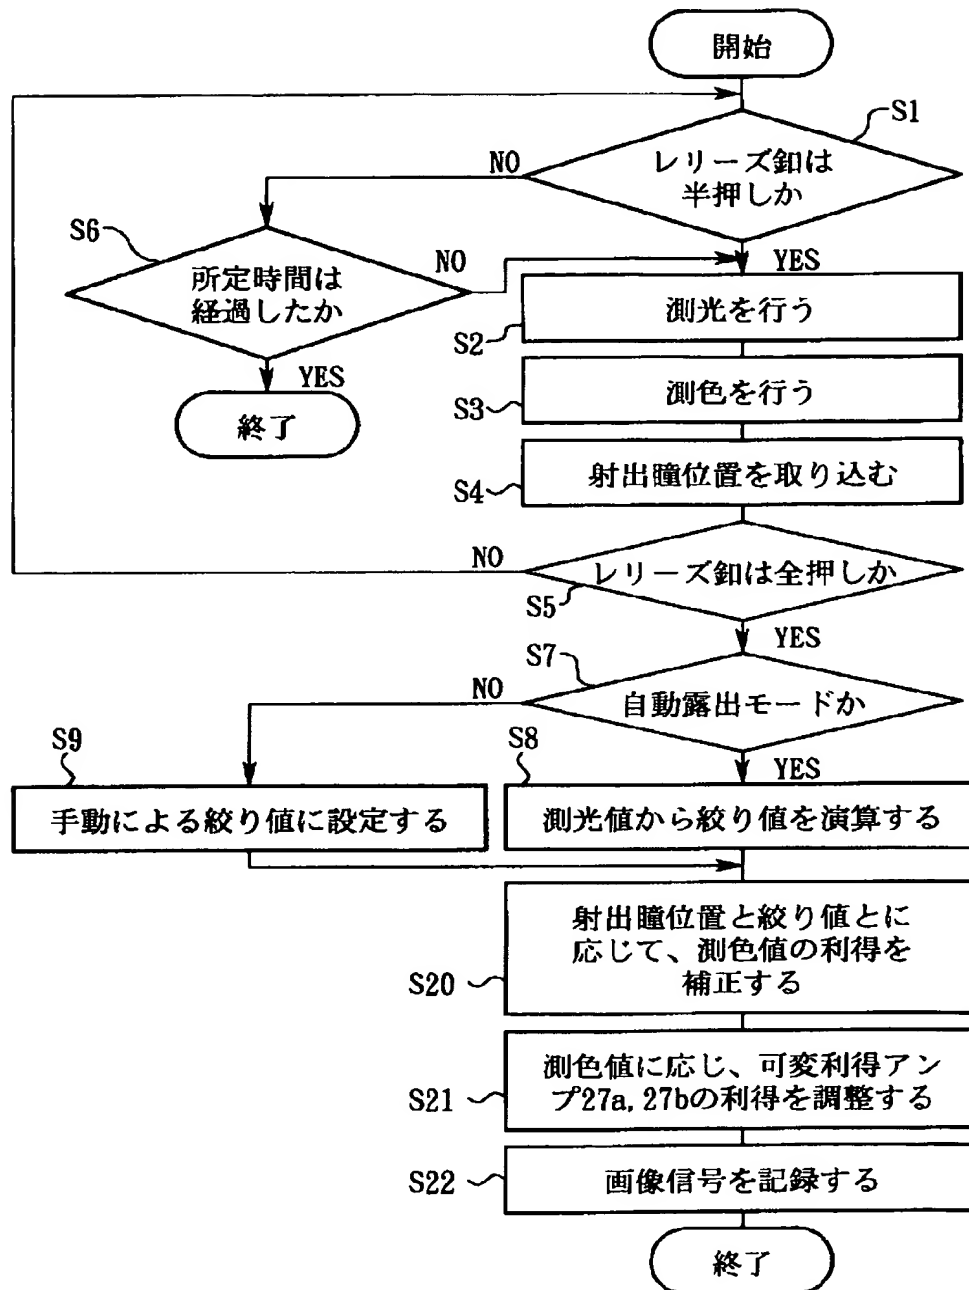 開始
S1
レリーズ釦は
半押しか
NO
YES
S6
所定時間は
経過したか
NO
YES
終了
S2
測光を行う
S3
測色を行う
S4
射出瞳位置を取り込む
NO
レリーズ釦は全押しか
S5
YES
S7
NO
自動露出モードか
YES
S9
手動による絞り値に設定する
S8
測光値から絞り値を演算する
射出瞳位置と絞り値とに
応じて、測色値の利得を
補正する
S20
測色値に応じ、可変利得アン
プ27a,27bの利得を調整する
S21
S22
画像信号を記録する
終了